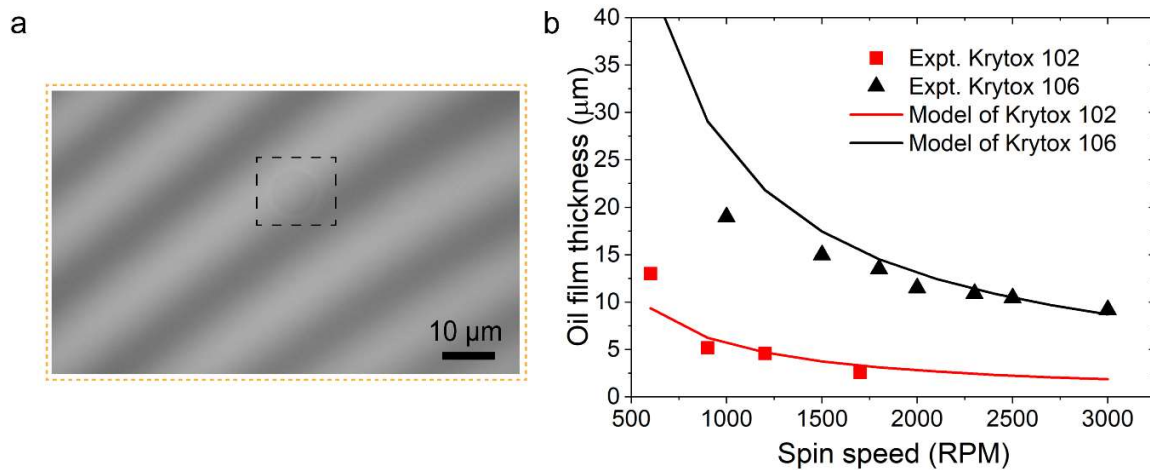 a
10 μm
b
Oil film thickness (μm)
40
35
30
25
20
15
10
5
0
Expt. Krytox 102
Expt. Krytox 106
Model of Krytox 102
Model of Krytox 106
500
1000
1500
2000
2500
3000
Spin speed (RPM)